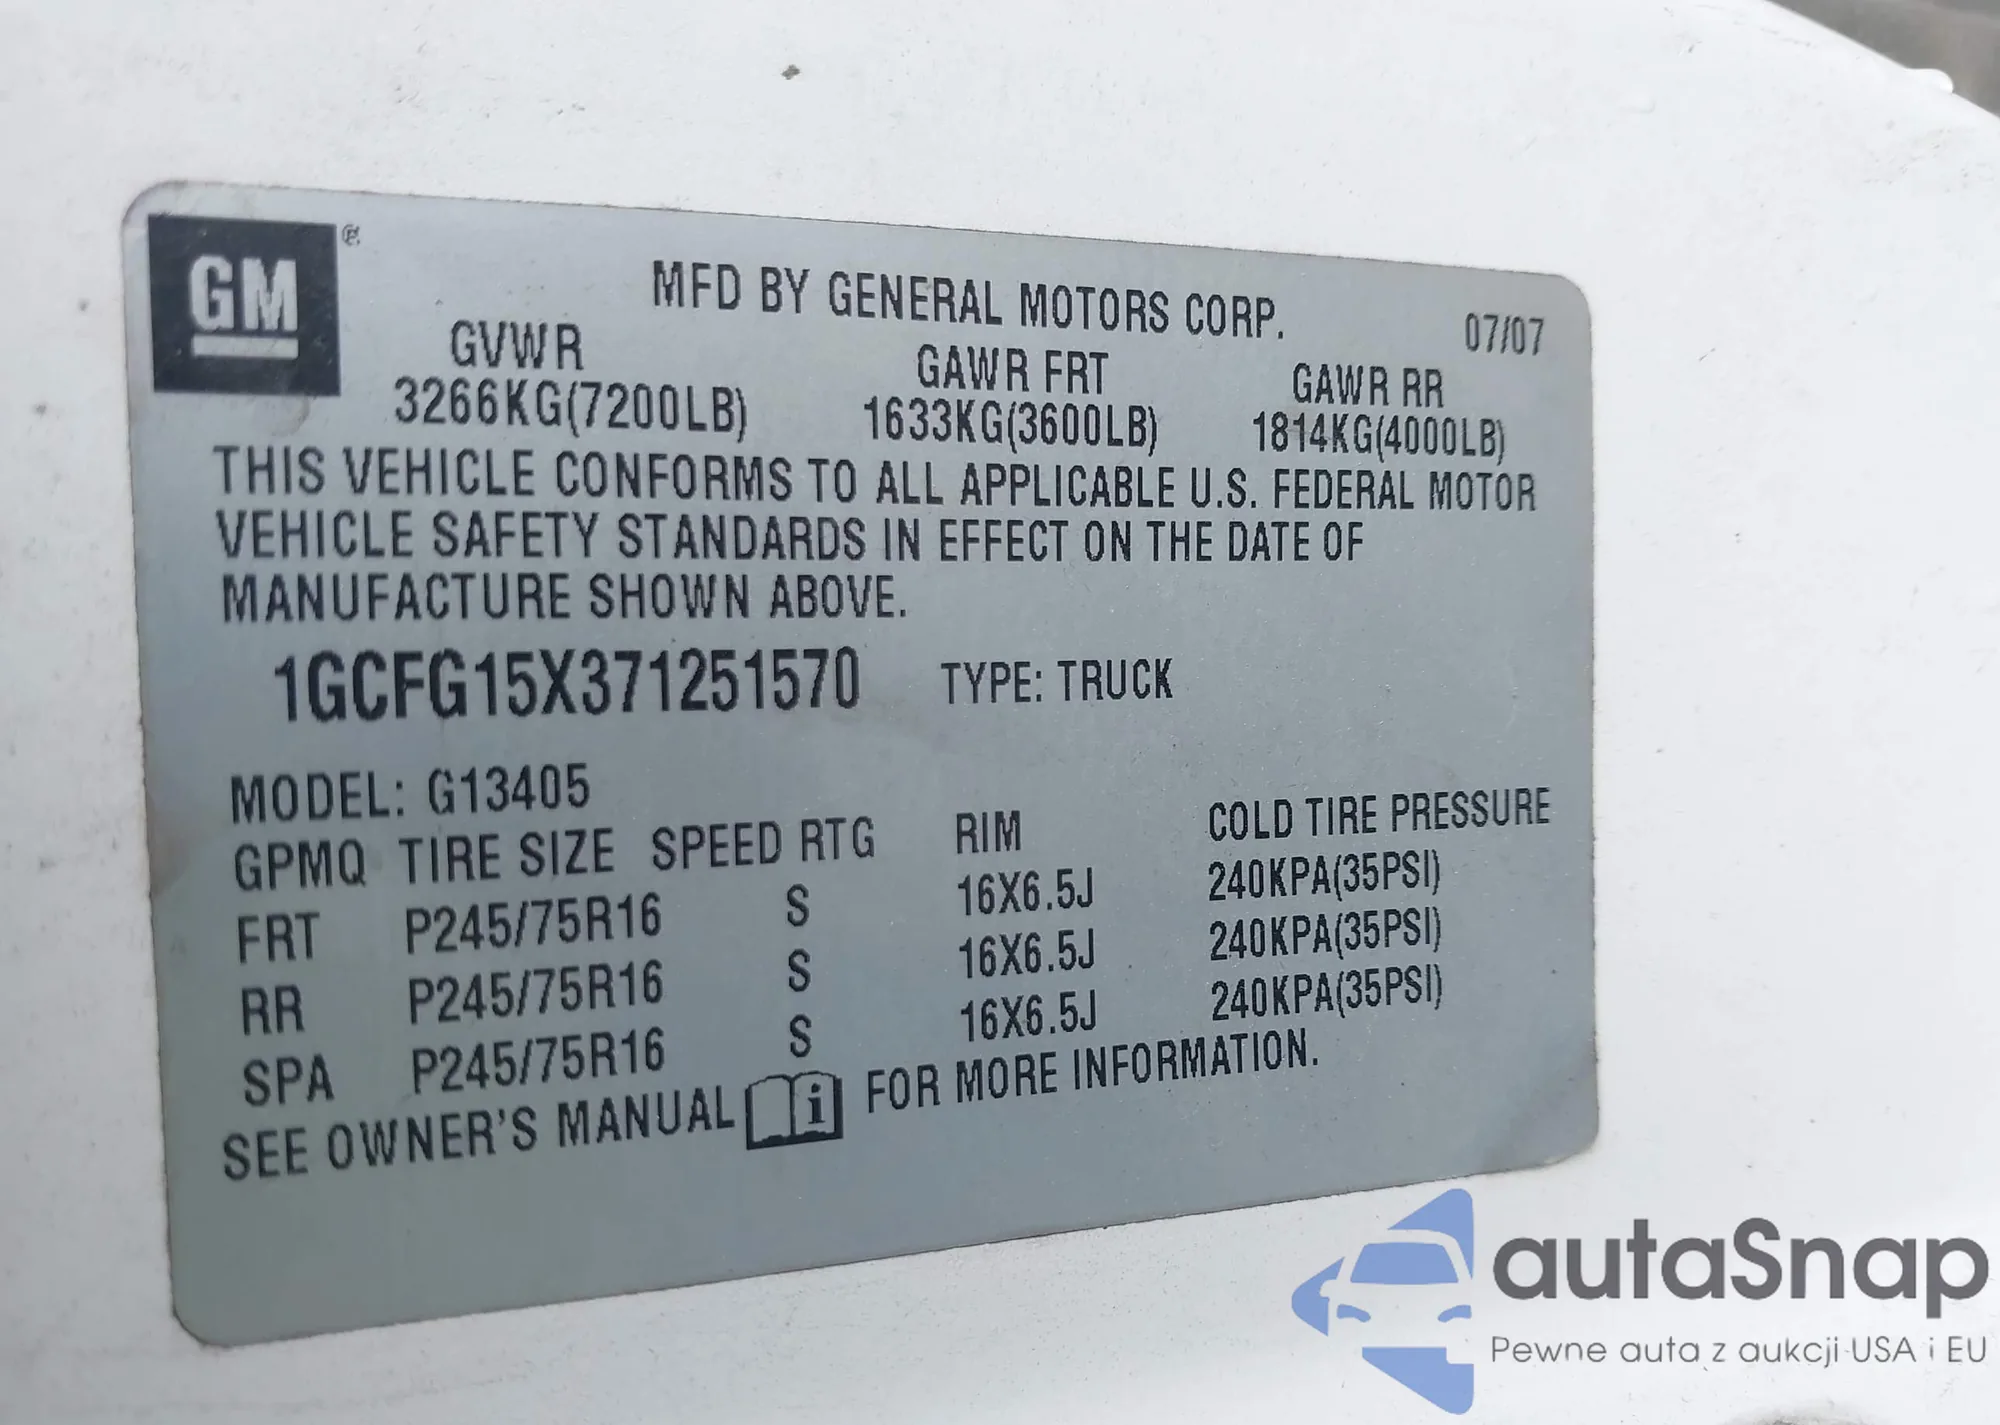 GM
MFD BY GENERAL MOTORS CORP.
07/07
GVWR GAWR FRT GAWR RR
3266KG(7200LB) 1633KG(3600LB) 1814KG(4000LB)
THIS VEHICLE CONFORMS TO ALL APPLICABLE U.S. FEDERAL MOTOR
VEHICLE SAFETY STANDARDS IN EFFECT ON THE DATE OF
MANUFACTURE SHOWN ABOVE.
1GCFG15X371251570 TYPE: TRUCK
MODEL: G13405
GPMQ TIRE SIZE SPEED RTG RIM COLD TIRE PRESSURE
FRT P245/75R16 S 16X6.5J 240KPA(35PSI)
RR P245/75R16 S 16X6.5J 240KPA(35PSI)
SPA P245/75R16 S 16X6.5J 240KPA(35PSI)
SEE OWNER'S MANUAL i FOR MORE INFORMATION.
autaSnap
Pewne auta z aukcji USA i EU